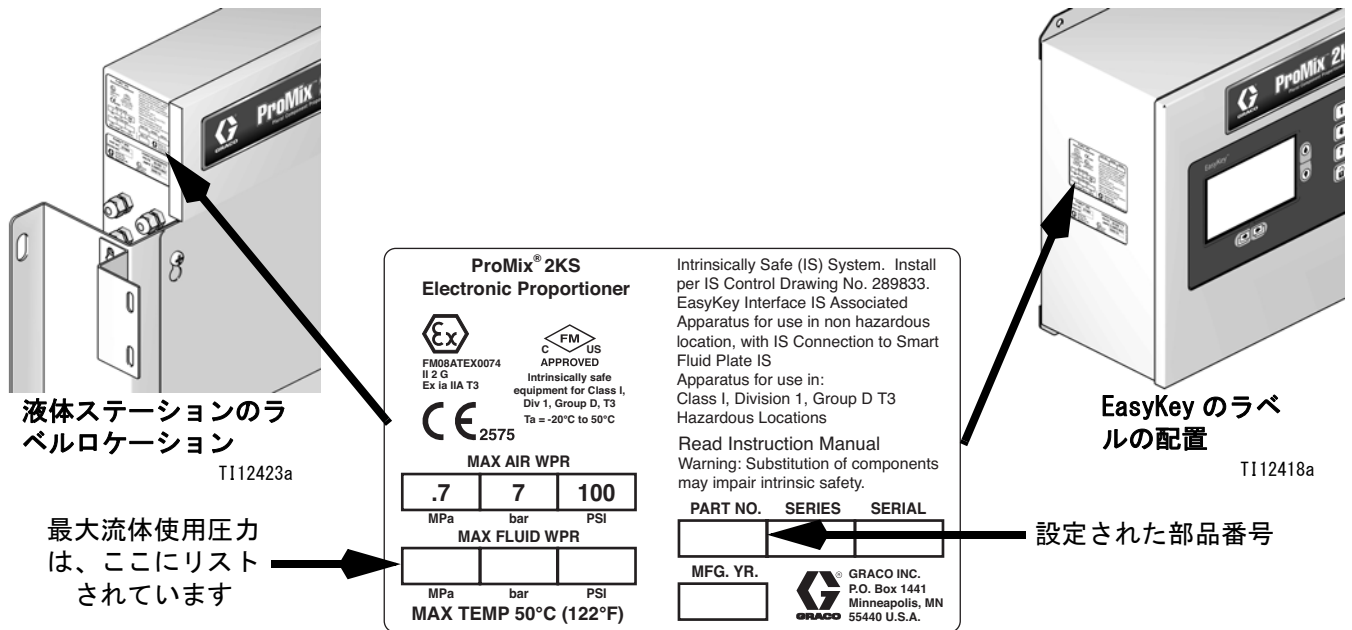 ProMix
GRACO
液体ステーションのラ
ベルロケーション
TI12423a
最大流体使用圧力
は、ここにリスト
されています
ProMix® 2KS
Electronic Proportioner
Ex
FM08ATEX0074
II 2 G
Ex ia IIA T3
C FM US
APPROVED
Intrinsically safe
equipment for Class I,
Div 1, Group D, T3
Ta = -20°C to 50°C
CE 2575
MAX AIR WPR
.7 7 100
MPa bar PSI
MAX FLUID WPR
MPa bar PSI
MAX TEMP 50°C (122°F)
Intrinsically Safe (IS) System. Install
per IS Control Drawing No. 289833.
EasyKey Interface IS Associated
Apparatus for use in non hazardous
location, with IS Connection to Smart
Fluid Plate IS
Apparatus for use in:
Class I, Division 1, Group D T3
Hazardous Locations
Read Instruction Manual
Warning: Substitution of components
may impair intrinsic safety.
PART NO. SERIES SERIAL
MFG. YR.
GRACO
GRACO INC.
P.O. Box 1441
Minneapolis, MN
55440 U.S.A.
ProMix 2K
GRACO
EasyKey
EasyKey のラベ
ルの配置
TI12418a
設定された部品番号